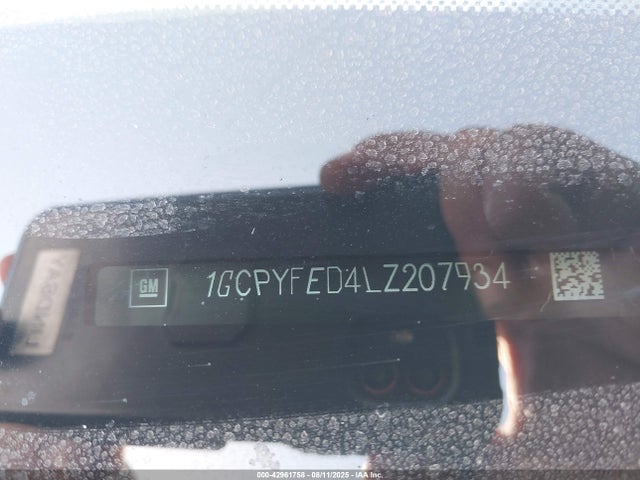 GM 1GCPYFED4LZ207934
000-42961758 - 08/11/2025 - IAA Inc.